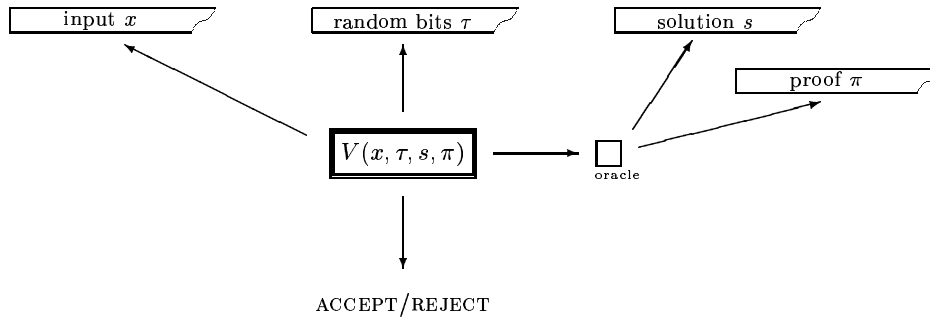 input x
random bits τ
solution s
proof π
V(x, τ, s, π)
oracle
ACCEPT/REJECT